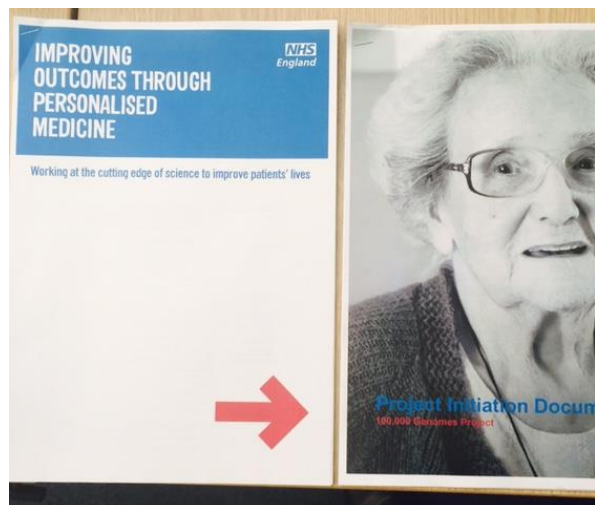 IMPROVING
OUTCOMES THROUGH
PERSONALISED
MEDICINE
NHS
England
Working at the cutting edge of science to improve patients' lives
Project Initiation Docum
100,000 Genomes Project